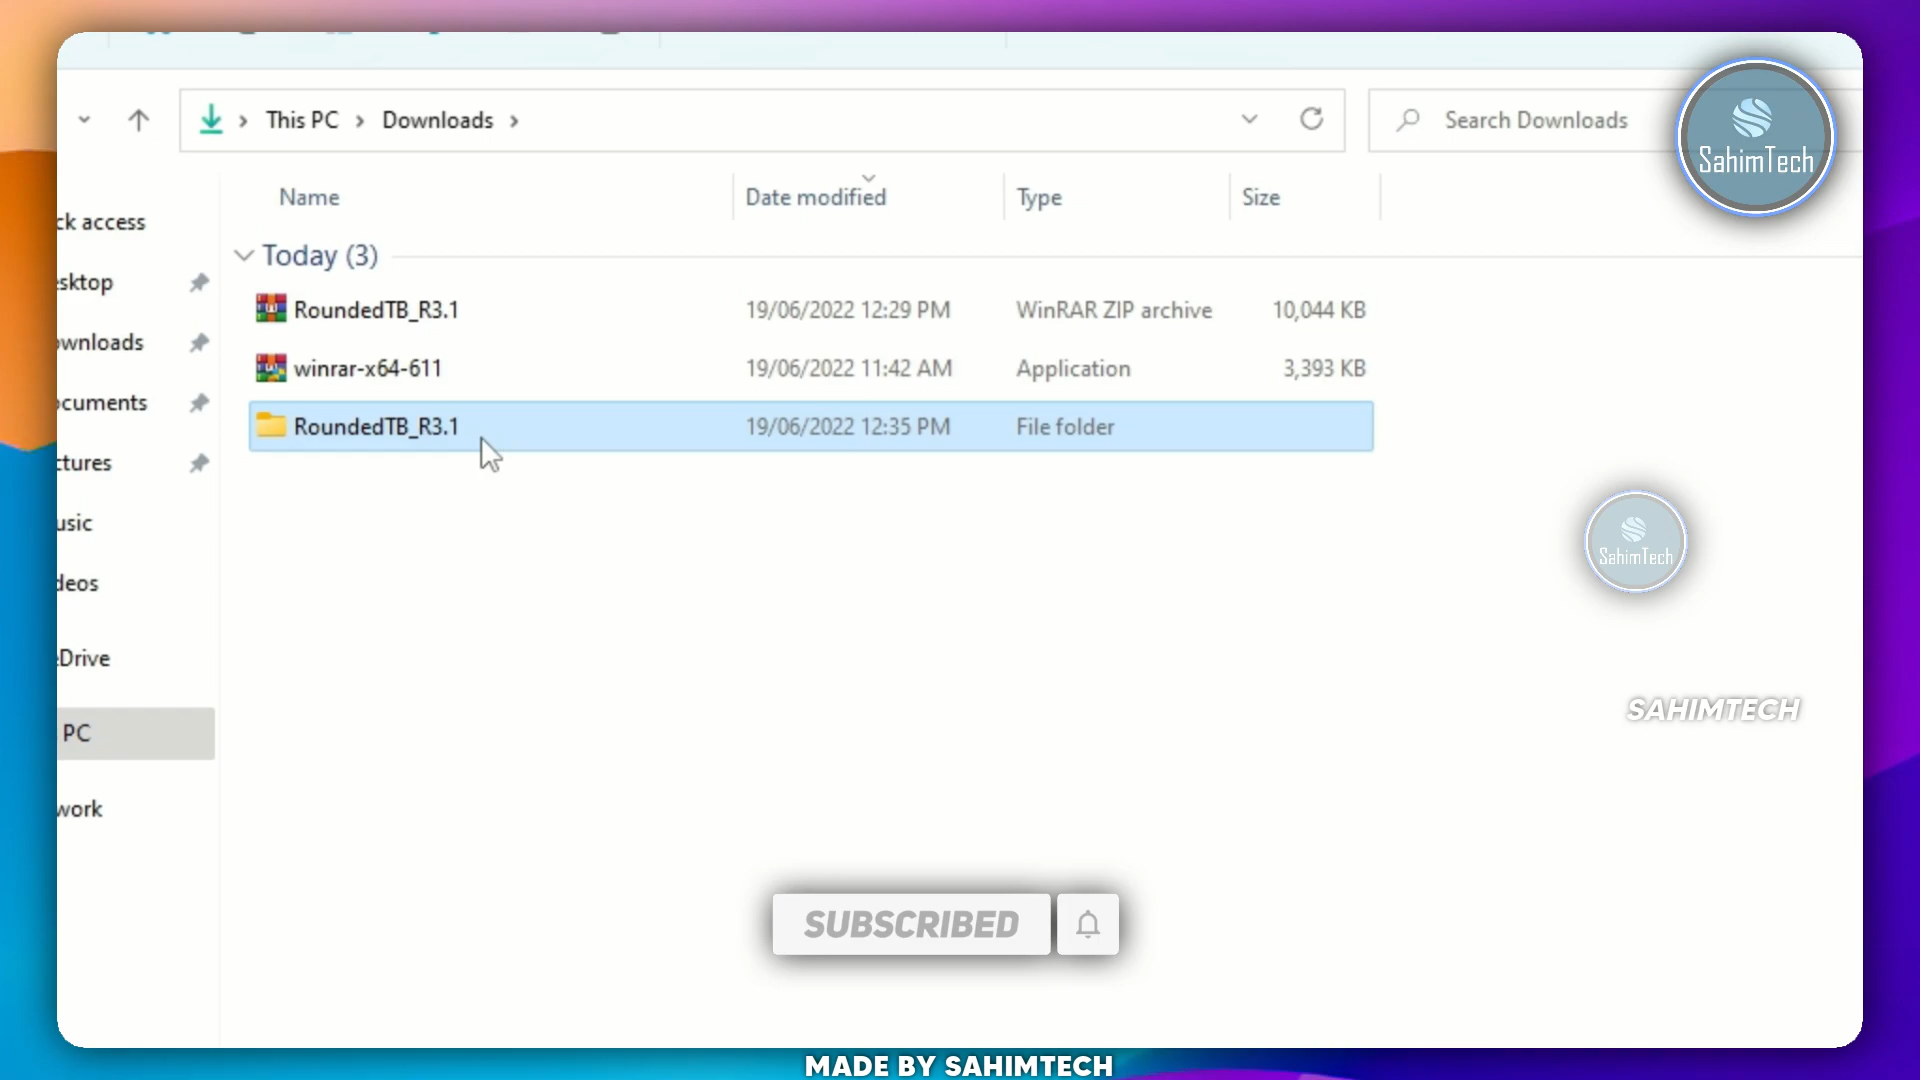 This PC > Downloads >
Search Downloads
SahimTech
Name Date modified Type Size
ck access
Today (3)
esktop
RoundedTB_R3.1 19/06/2022 12:29 PM WinRAR ZIP archive 10,044 KB
ownloads
winrar-x64-611 19/06/2022 11:42 AM Application 3,393 KB
ocuments
RoundedTB_R3.1 19/06/2022 12:35 PM File folder
ctures
usic
SahimTech
deos
eDrive
SAHIMTECH
PC
work
SUBSCRIBED
MADE BY SAHIMTECH